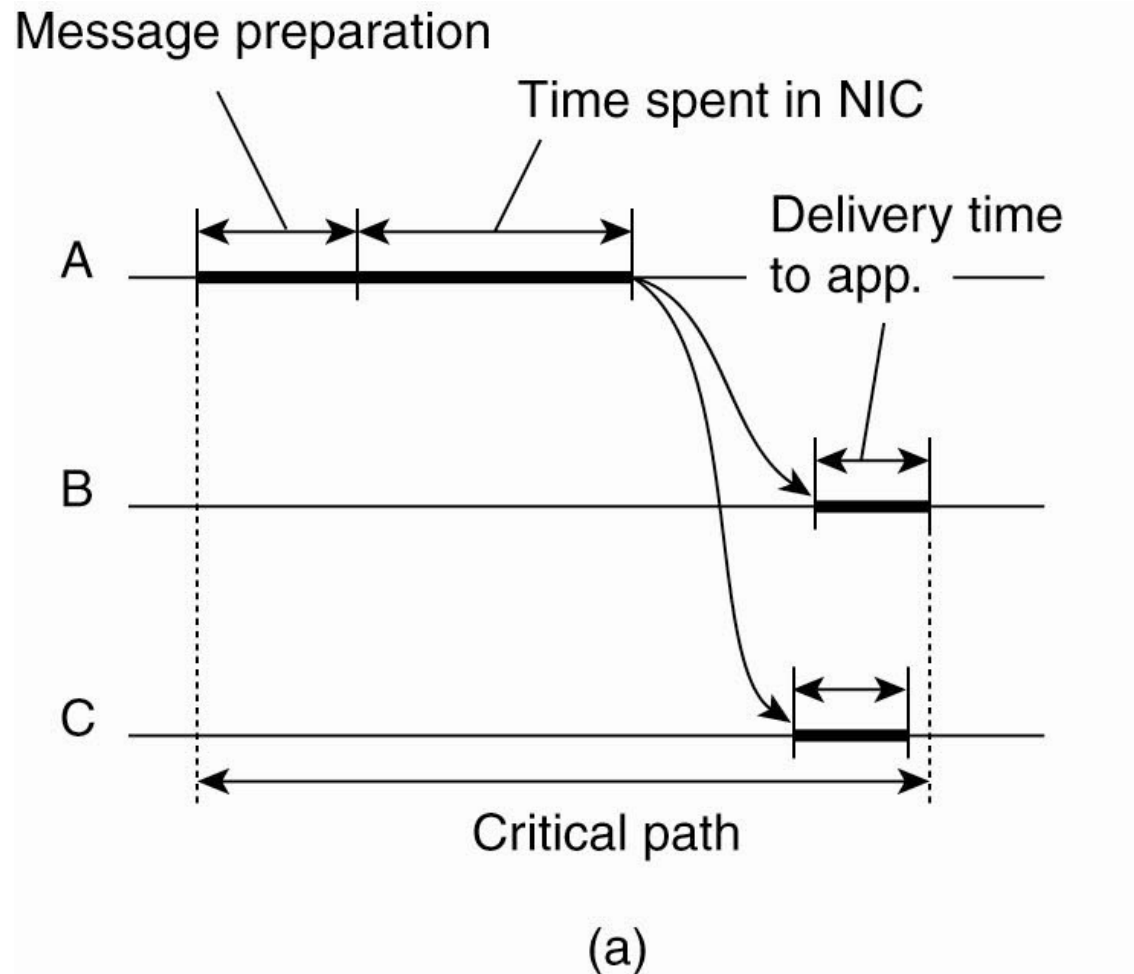 Message preparation
Time spent in NIC
Delivery time
to app.
A
B
C
Critical path
(a)